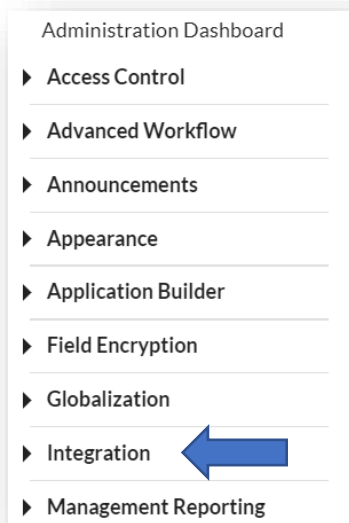 Administration Dashboard
Access Control
Advanced Workflow
Announcements
Appearance
Application Builder
Field Encryption
Globalization
Integration
Management Reporting